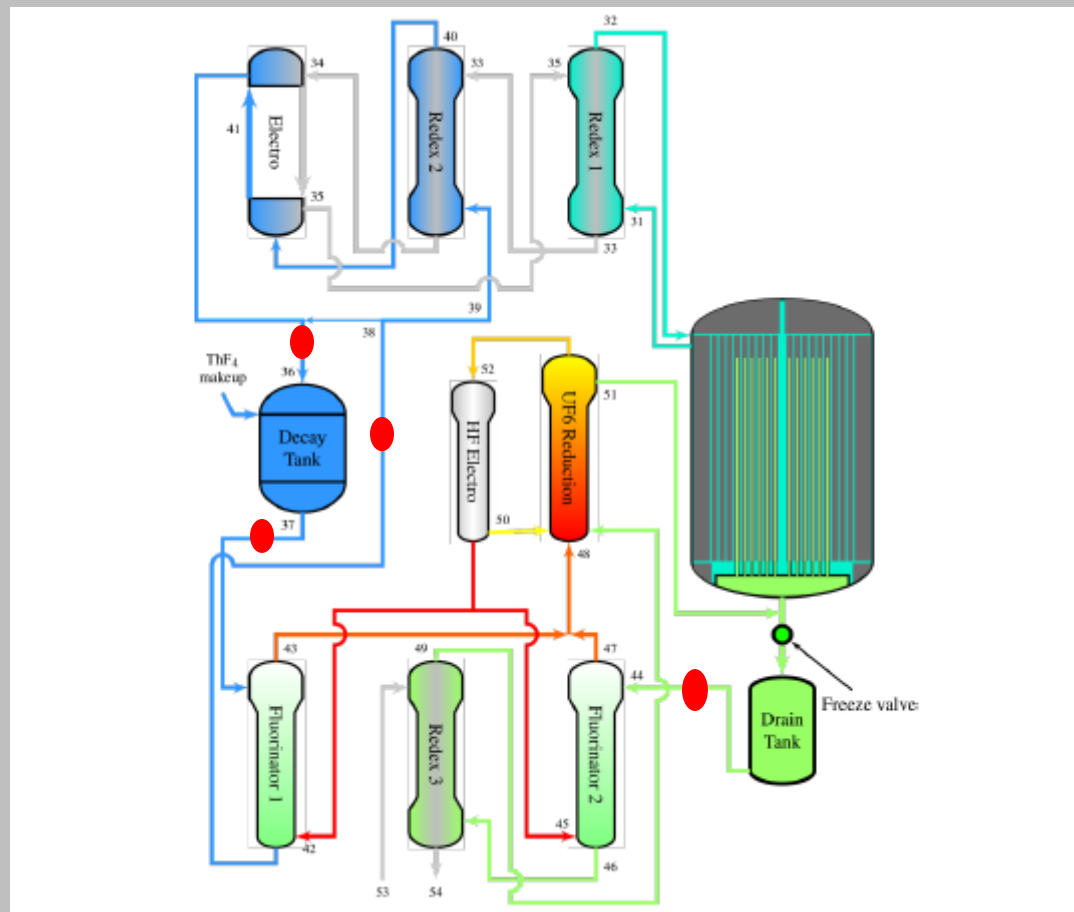 32
40
34
33
35
Redox 2
Redox 1
41
Electro
35
31
33
39
38
ThF4
makeup
36
52
51
UF6 Reduction
HF Electro
Decay
Tank
50
37
48
43
49
47
44
Freeze valve
Drain
Tank
Fluorinator 1
Redex 3
Fluorinator 2
45
42
46
53
54